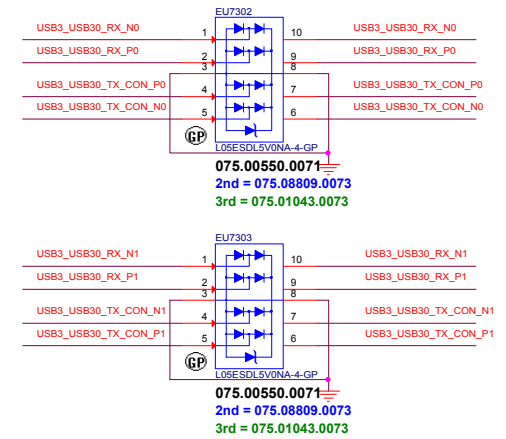 EU7302
USB3_USB30_RX_N0 1 10 USB3_USB30_RX_N0
USB3_USB30_RX_P0 2 9 USB3_USB30_RX_P0
3 8
USB3_USB30_TX_CON_P0 4 7 USB3_USB30_TX_CON_P0
USB3_USB30_TX_CON_N0 5 6 USB3_USB30_TX_CON_N0
GP
L05ESDL5V0NA-4-GP
075.00550.0071
2nd = 075.08809.0073
3rd = 075.01043.0073
EU7303
USB3_USB30_RX_N1 1 10 USB3_USB30_RX_N1
USB3_USB30_RX_P1 2 9 USB3_USB30_RX_P1
3 8
USB3_USB30_TX_CON_N1 4 7 USB3_USB30_TX_CON_N1
USB3_USB30_TX_CON_P1 5 6 USB3_USB30_TX_CON_P1
GP
L05ESDL5V0NA-4-GP
075.00550.0071
2nd = 075.08809.0073
3rd = 075.01043.0073